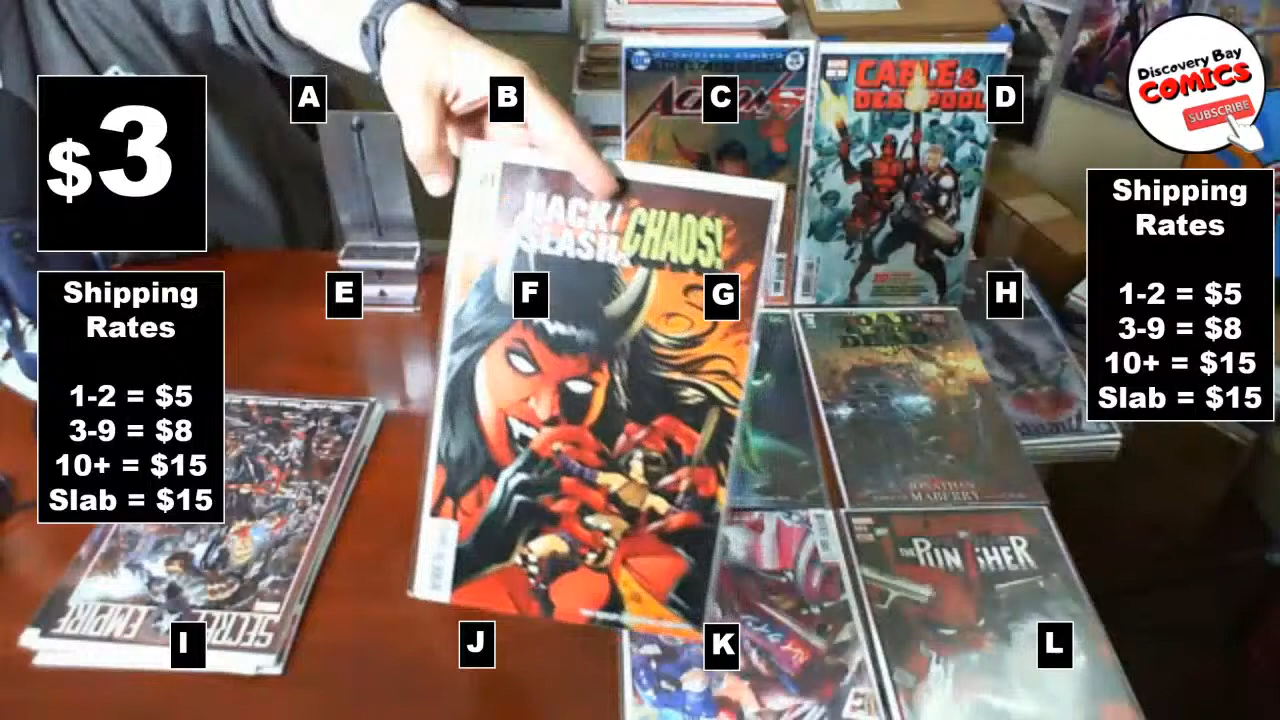 $3
Shipping
Rates
1-2 = $5
3-9 = $8
10+ = $15
Slab = $15
A
B
C
D
E
F
G
H
I
J
K
L
Discovery Bay
COMICS
SUBSCRIBE
Shipping
Rates
1-2 = $5
3-9 = $8
10+ = $15
Slab = $15
DC
ACTION
CABLE &
DEADPOOL
#1
HACK/
SLASH
CHAOS!
JONATHAN
MABERRY
THE PUNISHER
SECRET EMPIRE